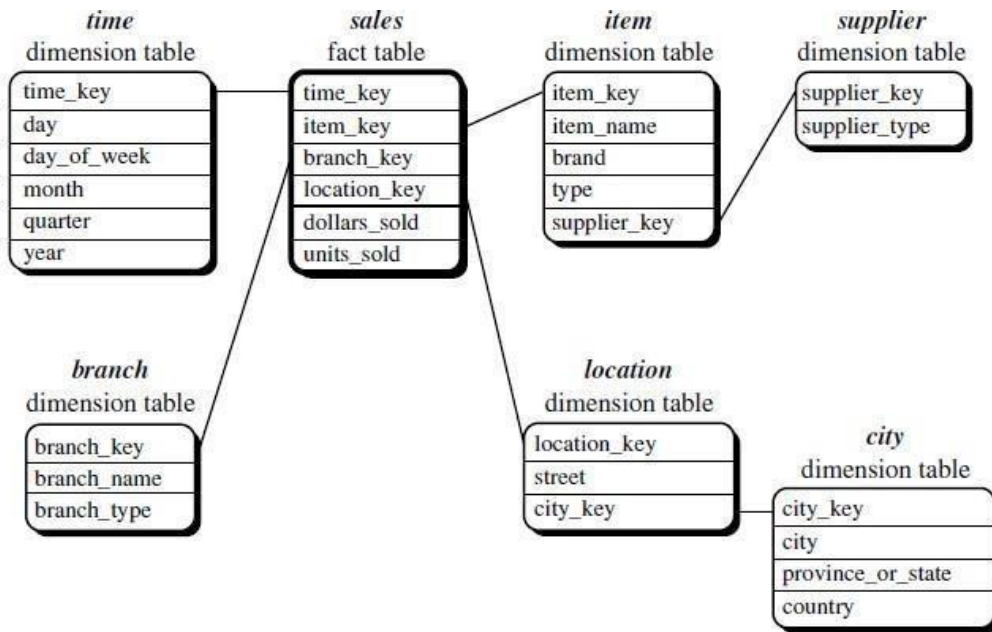 time
dimension table
time_key
day
day_of_week
month
quarter
year
sales
fact table
time_key
item_key
branch_key
location_key
dollars_sold
units_sold
item
dimension table
item_key
item_name
brand
type
supplier_key
supplier
dimension table
supplier_key
supplier_type
branch
dimension table
branch_key
branch_name
branch_type
location
dimension table
location_key
street
city_key
city
dimension table
city_key
city
province_or_state
country